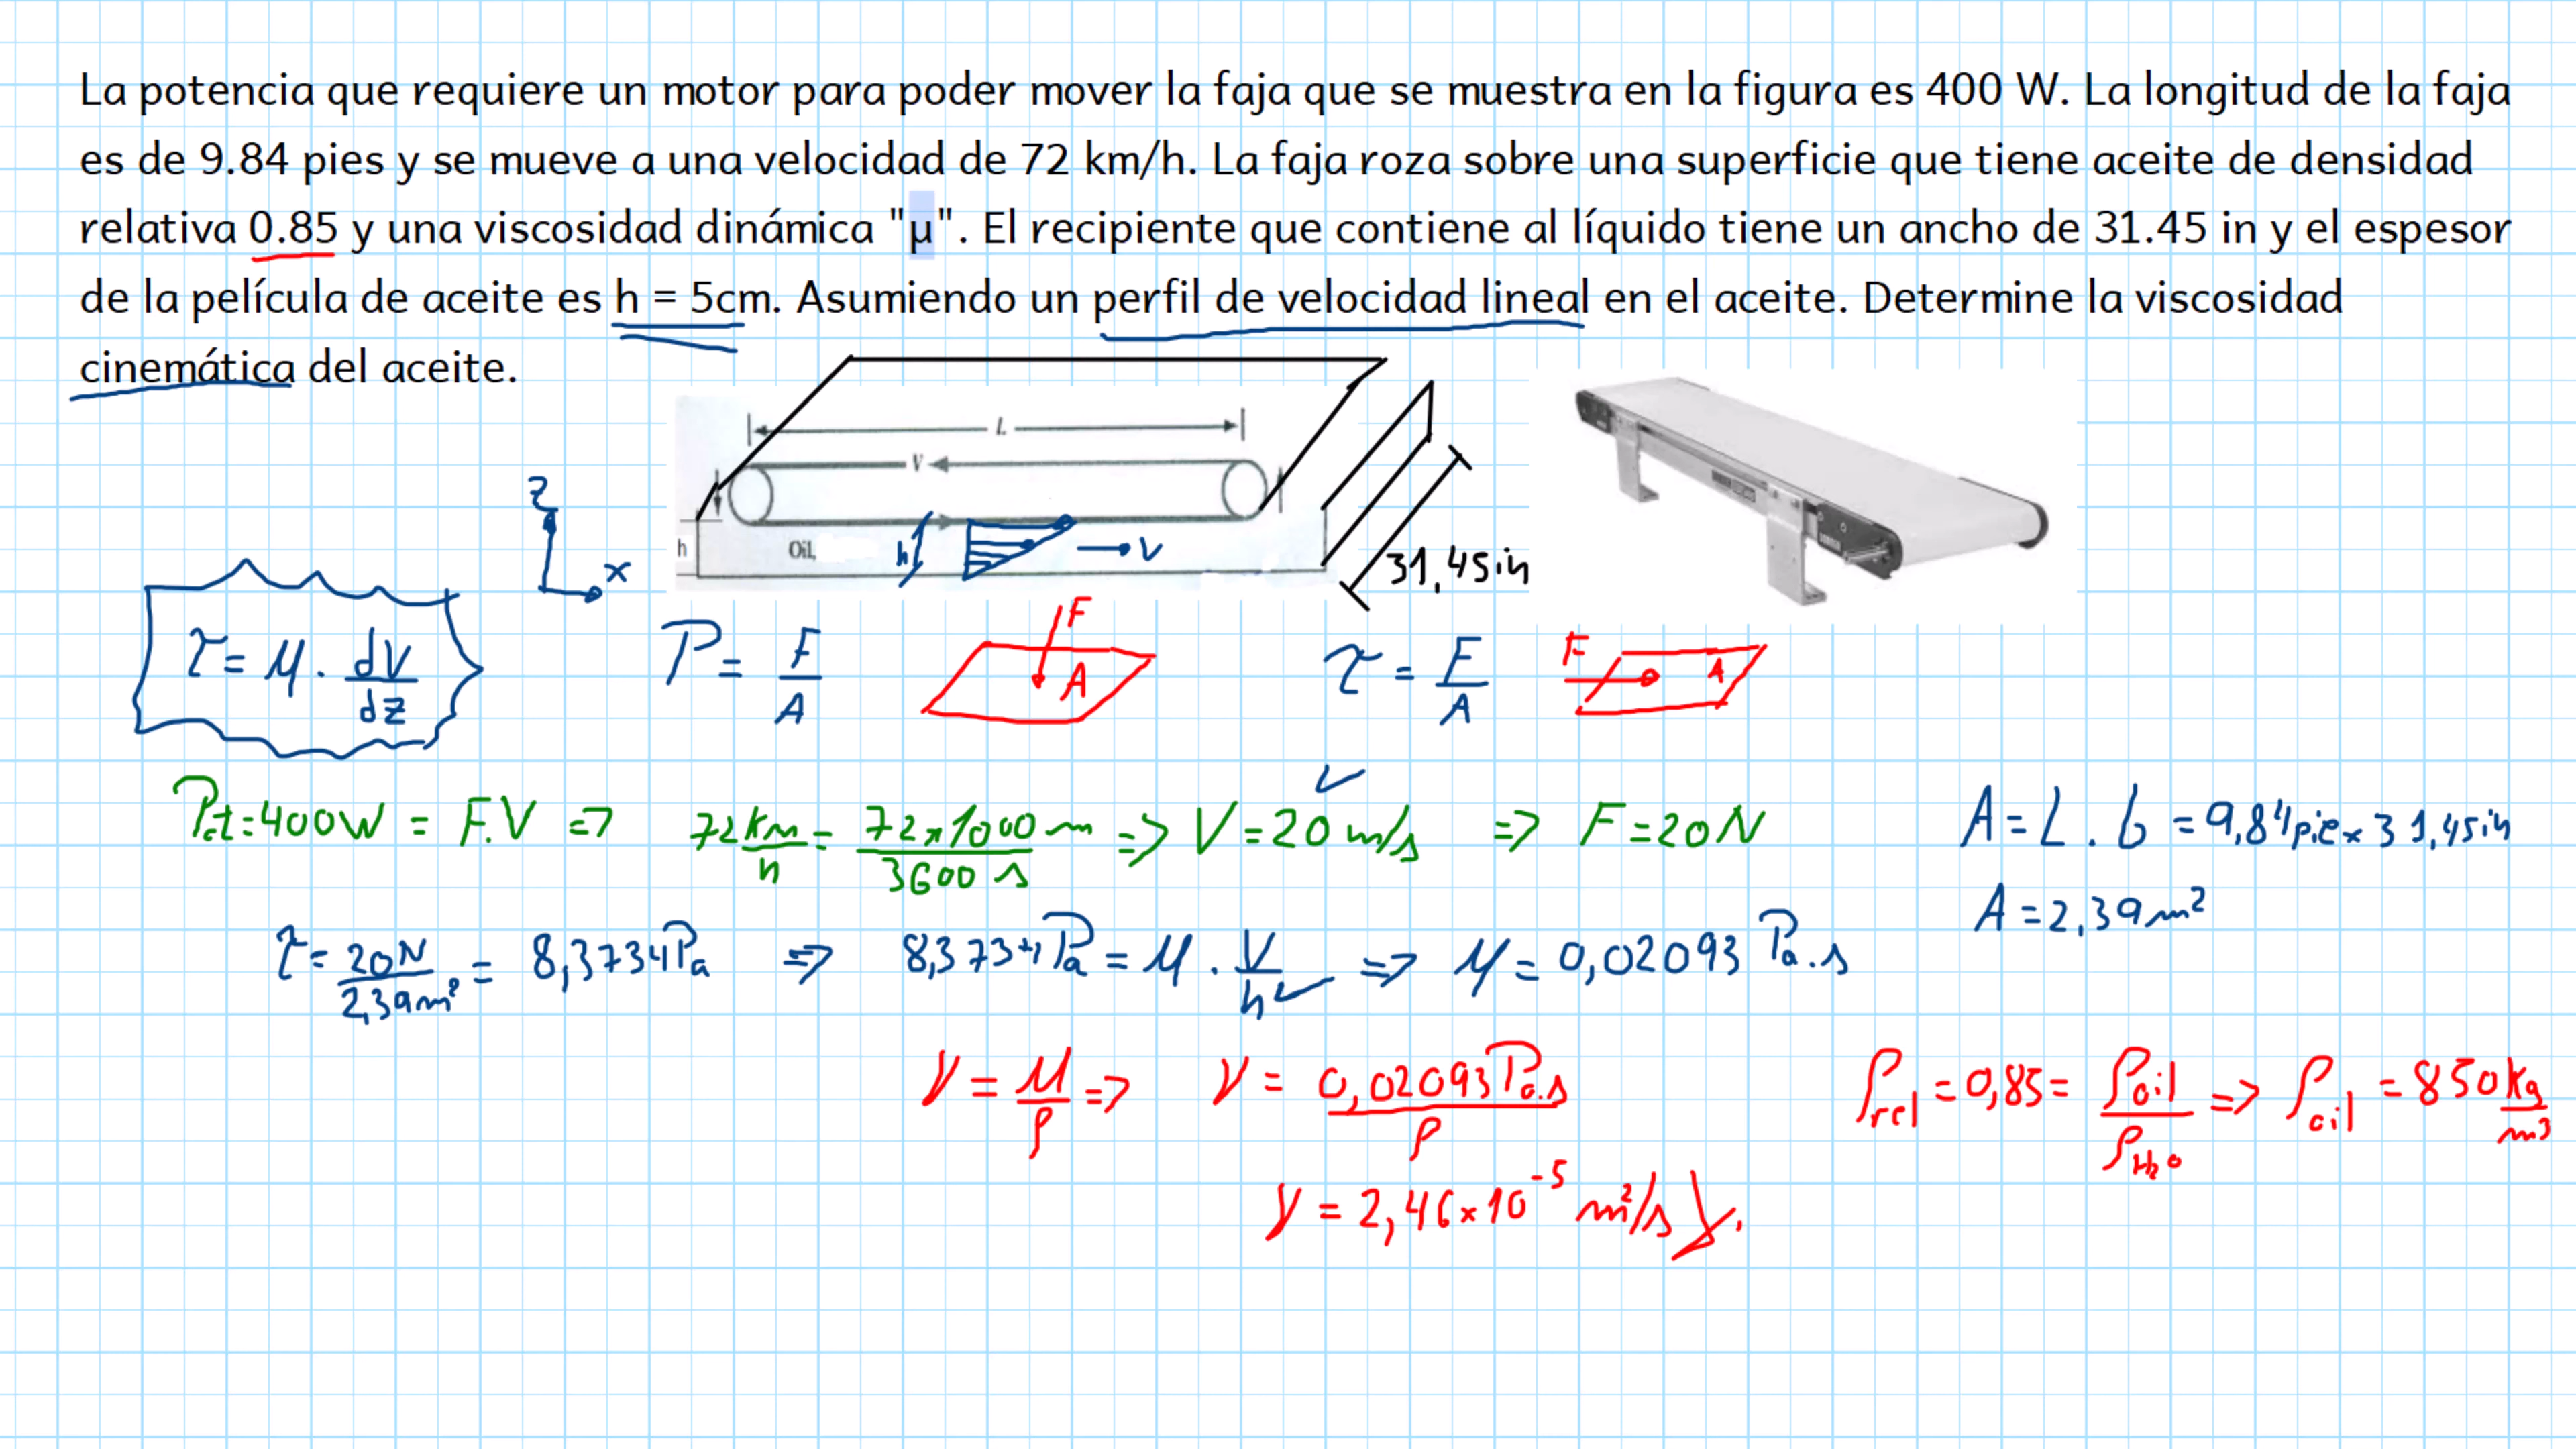 La potencia que requiere un motor para poder mover la faja que se muestra en la figura es 400 W. La longitud de la faja
es de 9.84 pies y se mueve a una velocidad de 72 km/h. La faja roza sobre una superficie que tiene aceite de densidad
relativa 0.85 y una viscosidad dinámica "μ". El recipiente que contiene al líquido tiene un ancho de 31.45 in y el espesor
de la película de aceite es h = 5cm. Asumiendo un perfil de velocidad lineal en el aceite. Determine la viscosidad
cinemática del aceite.
L
V
h
Oil,
h
V
31,45in
z
x
τ = μ . dV/dz
P = F/A
F
A
τ = F/A
F
A
Pot = 400W = F.V => 72 km/h = 72x1000 m/3600 s => V = 20 m/s => F = 20N
A = L . b = 9,84pie x 31,45in
A = 2,39 m²
τ = 20N/2,39m² = 8,3734Pa => 8,3734Pa = μ . V/h => μ = 0,02093 Pa.s
ν = μ/ρ => ν = 0,02093Pa.s/ρ
ρrel = 0,85 = ρoil/ρH₂O => ρoil = 850 kg/m³
ν = 2,46x10⁻⁵ m²/s